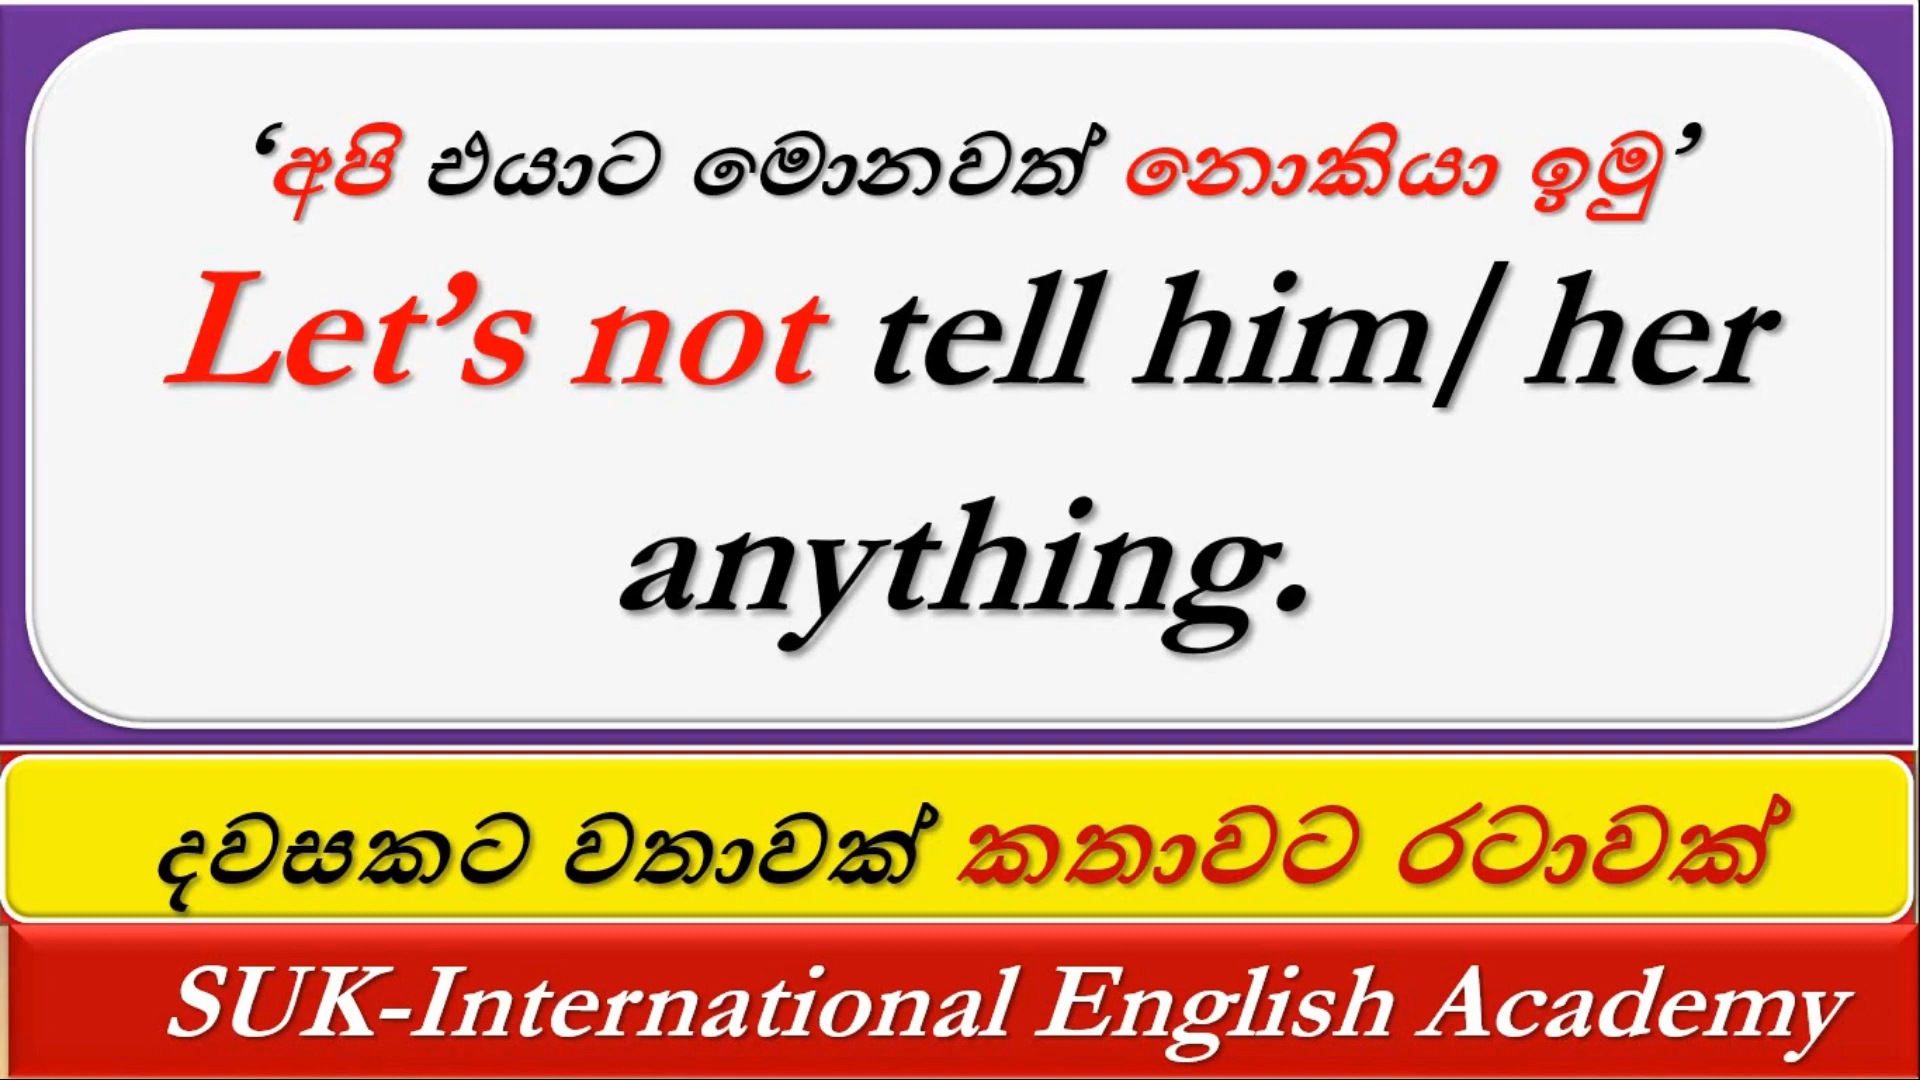 ‘අපි එයාට මොනවත් නොකියා ඉමු’
Let’s not tell him/ her
anything.
දවසකට වතාවක් කතාවට රටාවක්
SUK-International English Academy